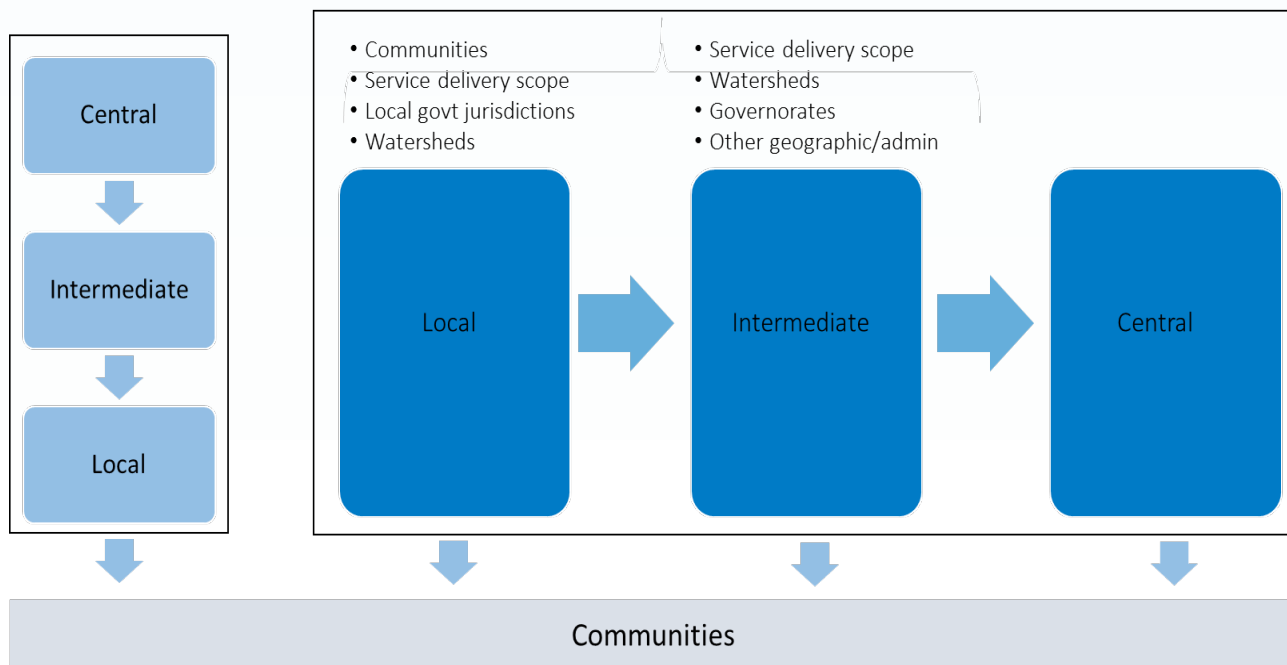 Central
Intermediate
Local
• Communities
• Service delivery scope
• Local govt jurisdictions
• Watersheds
• Service delivery scope
• Watersheds
• Governorates
• Other geographic/admin
Local
Intermediate
Central
Communities